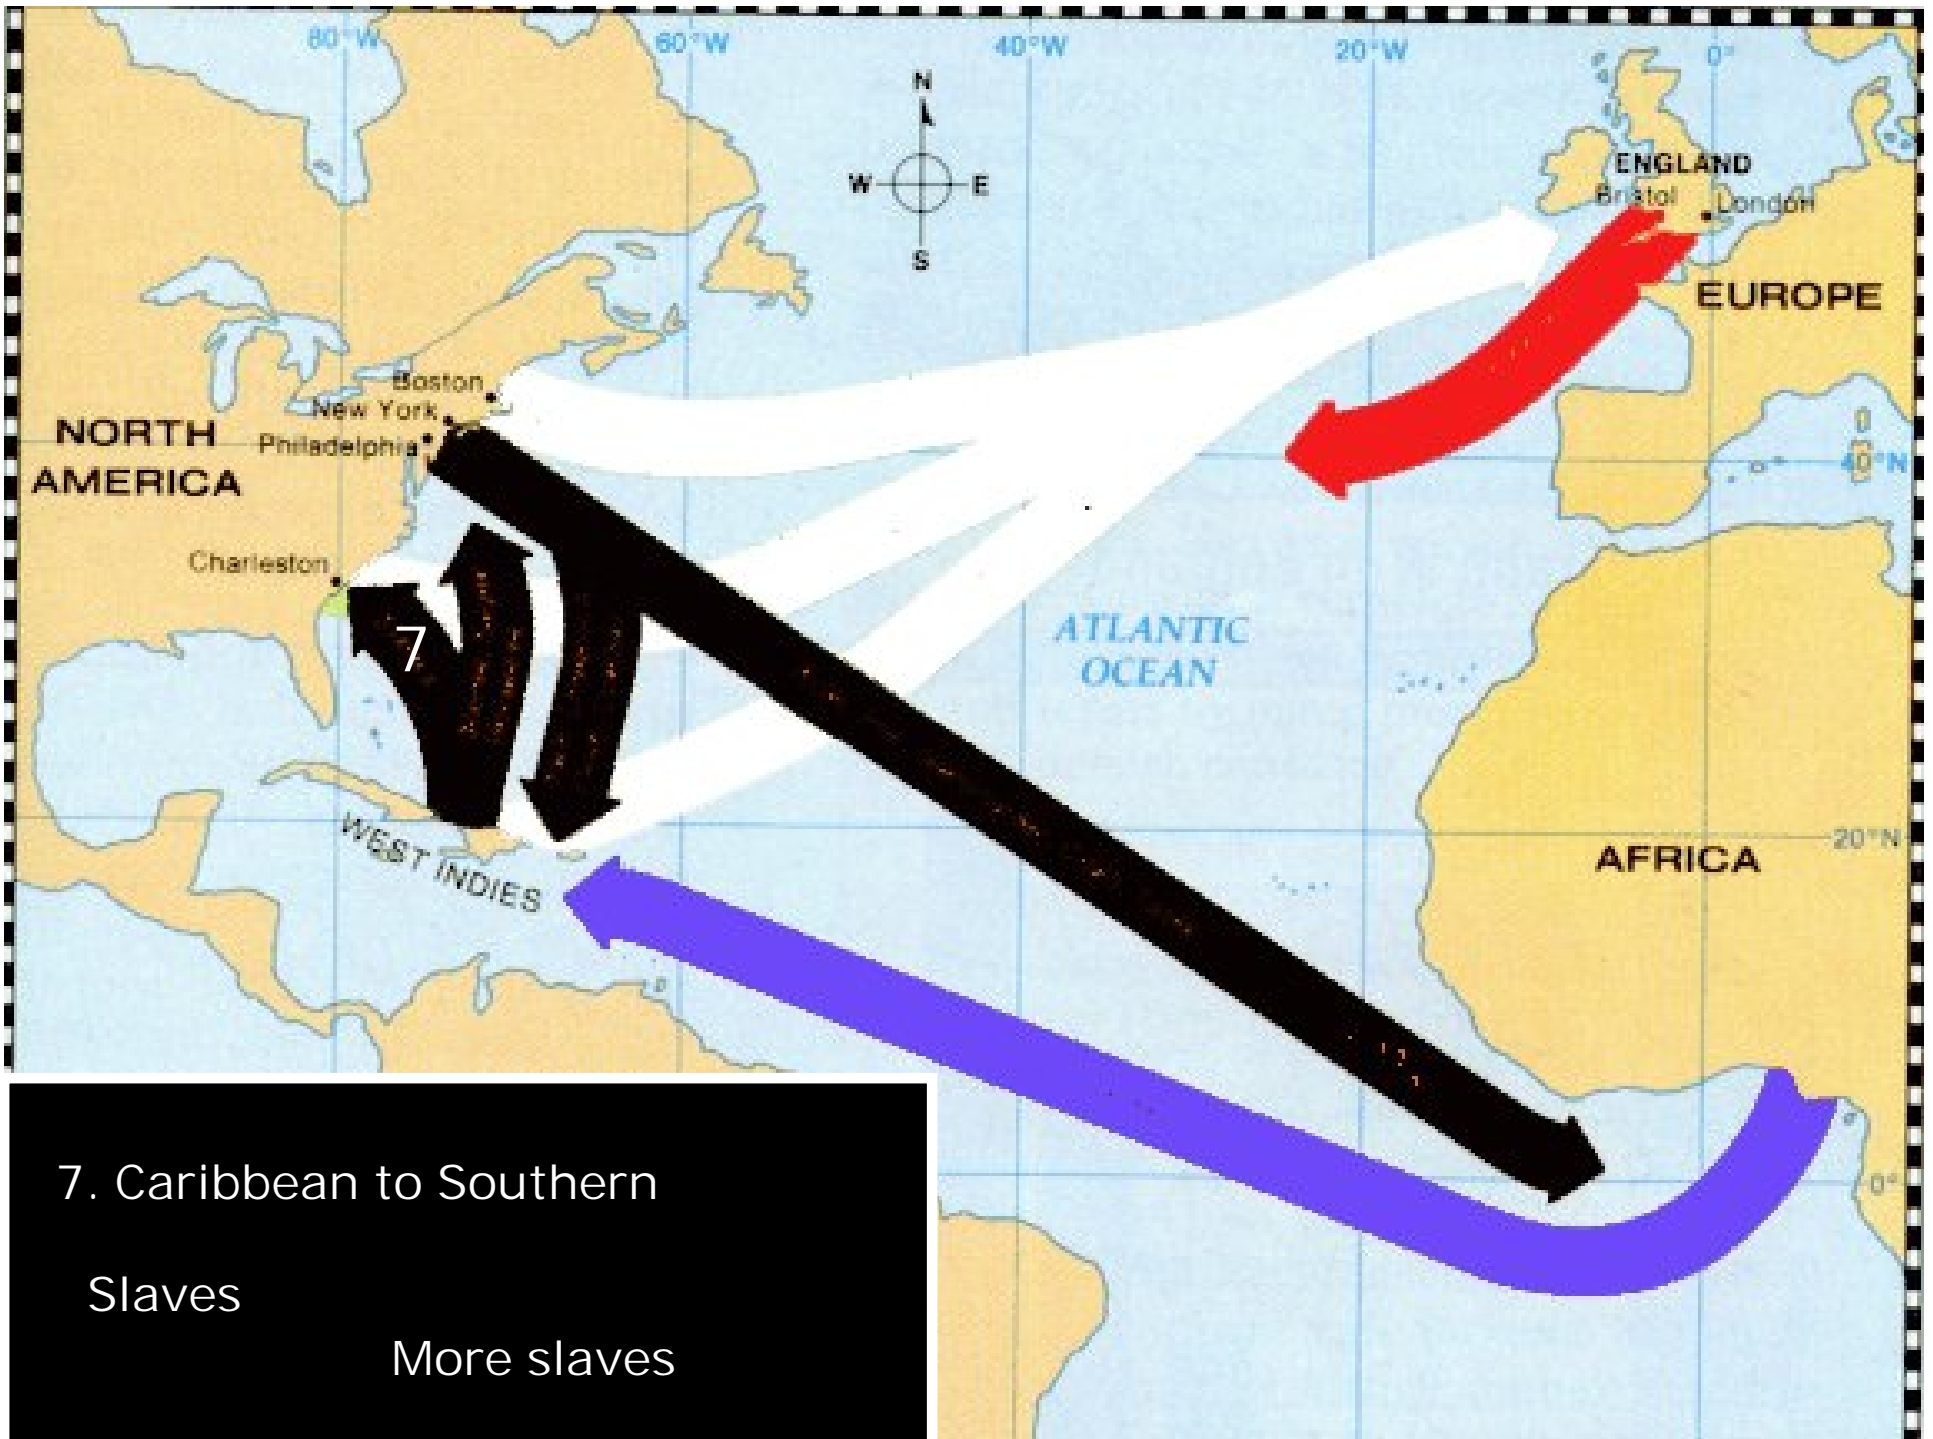 80°W 60°W 40°W 20°W 0°
N
W E
S
ENGLAND
Bristol
London
EUROPE
Boston
New York
Philadelphia
NORTH
AMERICA
40°N
Charleston
7
ATLANTIC
OCEAN
WEST INDIES
20°N
AFRICA
0°
7. Caribbean to Southern
Slaves
More slaves